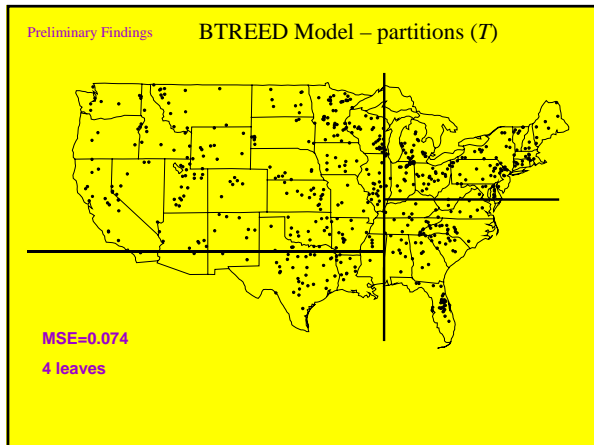 Preliminary Findings
BTREED Model – partitions (T)
MSE=0.074
4 leaves